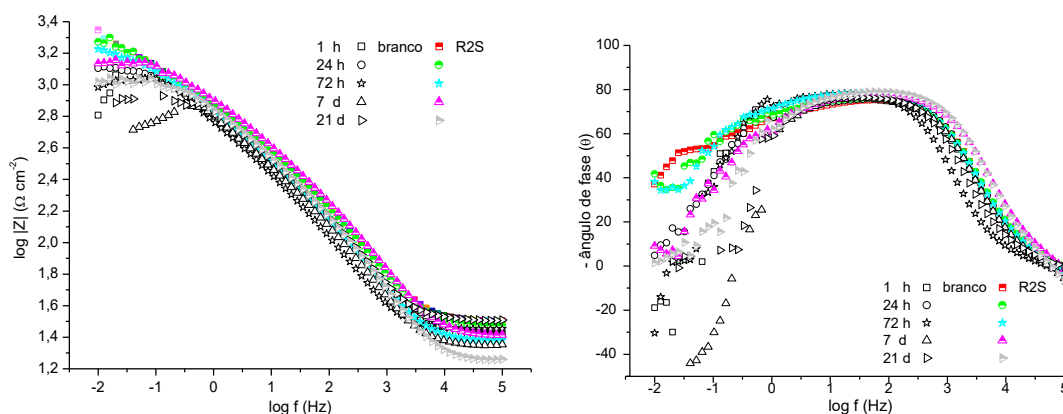 3,4
3,2
3,0
2,8
2,6
2,4
2,2
2,0
1,8
1,6
1,4
1,2
log |Z| (Ω cm⁻²)
-2 -1 0 1 2 3 4 5
log f (Hz)
1 h branco R2S
24 h
72 h
7 d
21 d
100
80
60
40
20
0
-20
-40
- ângulo de fase (θ)
-2 -1 0 1 2 3 4 5
log f (Hz)
1 h branco R2S
24 h
72 h
7 d
21 d